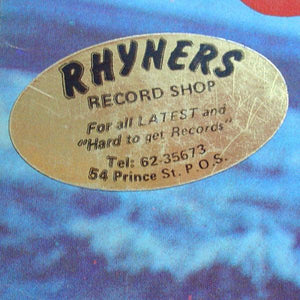 RHYNERS
RECORD SHOP
For all LATEST and
"Hard to get Records"
Tel: 62-35673
54 Prince St. P.O.S.